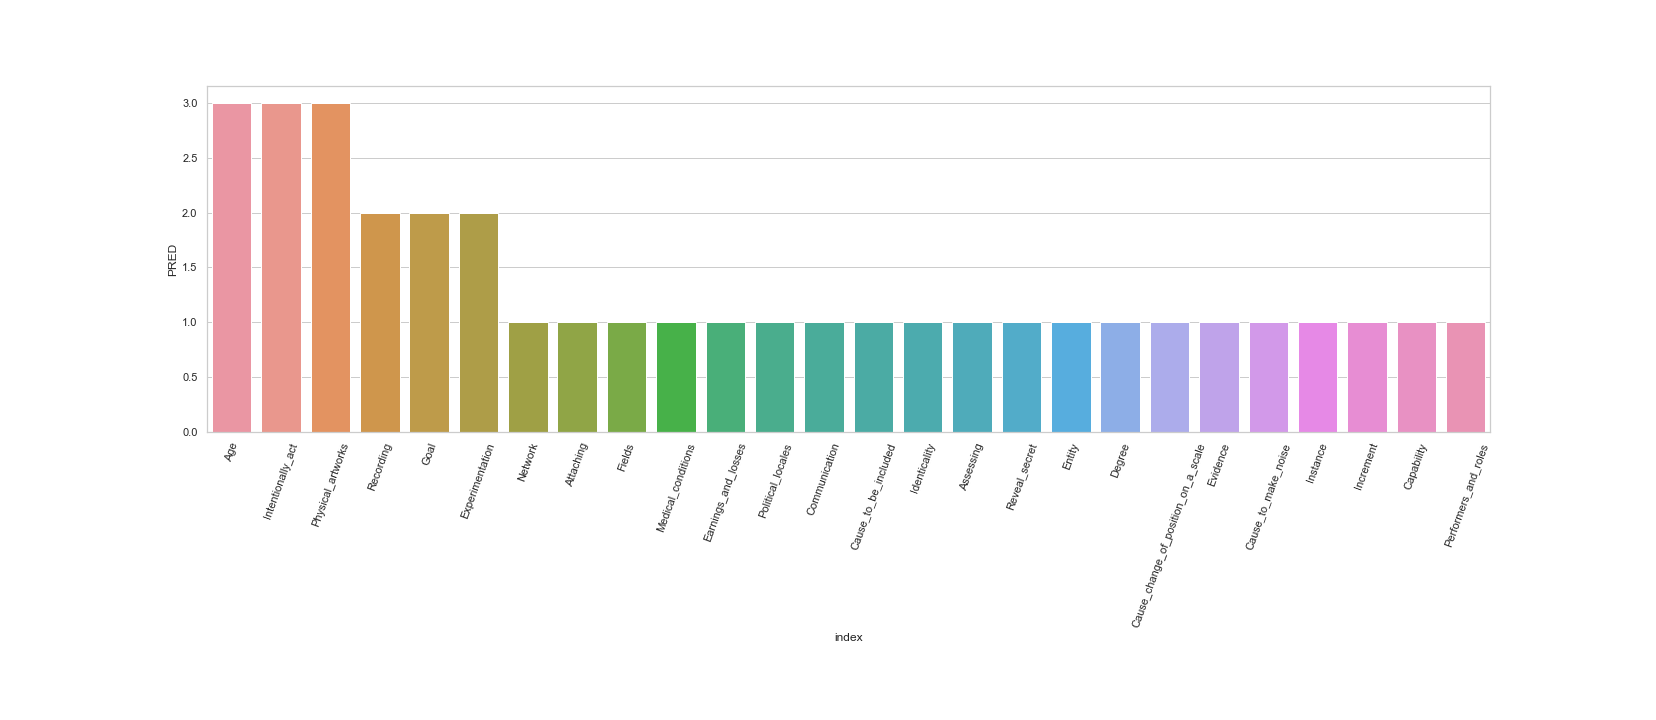 3.0
2.5
2.0
1.5
1.0
0.5
0.0
PRED
Age
Intentionally_act
Physical_artworks
Recording
Goal
Experimentation
Network
Attaching
Fields
Medical_conditions
Earnings_and_losses
Political_locales
Communication
Cause_to_be_included
Identicality
Assessing
Reveal_secret
Entity
Degree
Cause_change_of_position_on_a_scale
Evidence
Cause_to_make_noise
Instance
Increment
Capability
Performers_and_roles
index